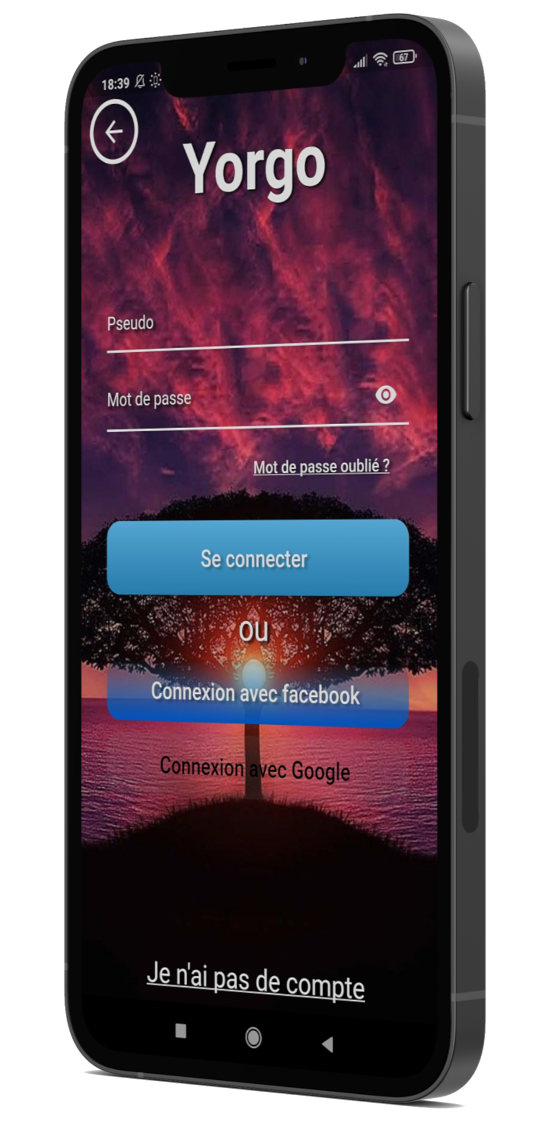 18:39
67
Yorgo
Pseudo
Mot de passe
Mot de passe oublié ?
Se connecter
ou
Connexion avec facebook
Connexion avec Google
Je n'ai pas de compte